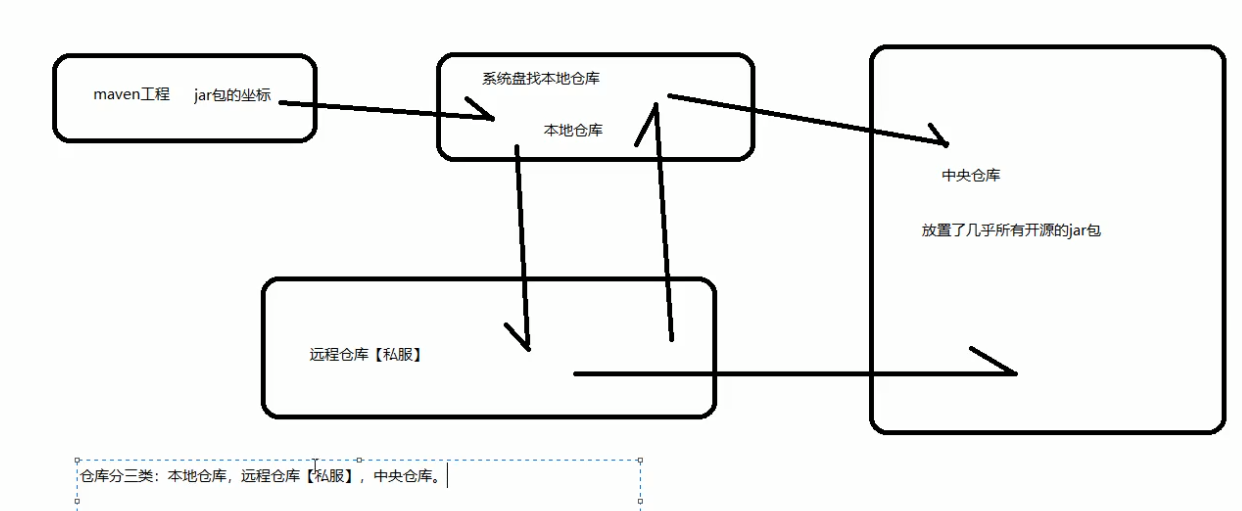 maven工程 jar包的坐标
系统盘找本地仓库
本地仓库
中央仓库
放置了几乎所有开源的jar包
远程仓库【私服】
仓库分三类：本地仓库，远程仓库【私服】，中央仓库。